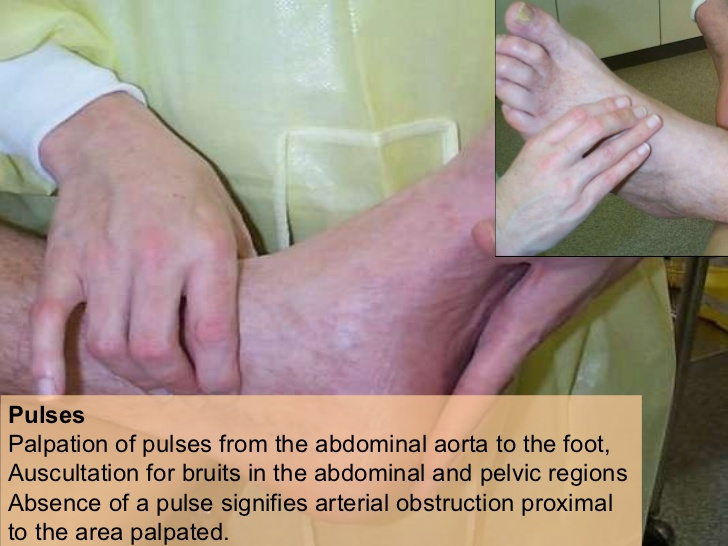 Pulses
Palpation of pulses from the abdominal aorta to the foot,
Auscultation for bruits in the abdominal and pelvic regions
Absence of a pulse signifies arterial obstruction proximal
to the area palpated.